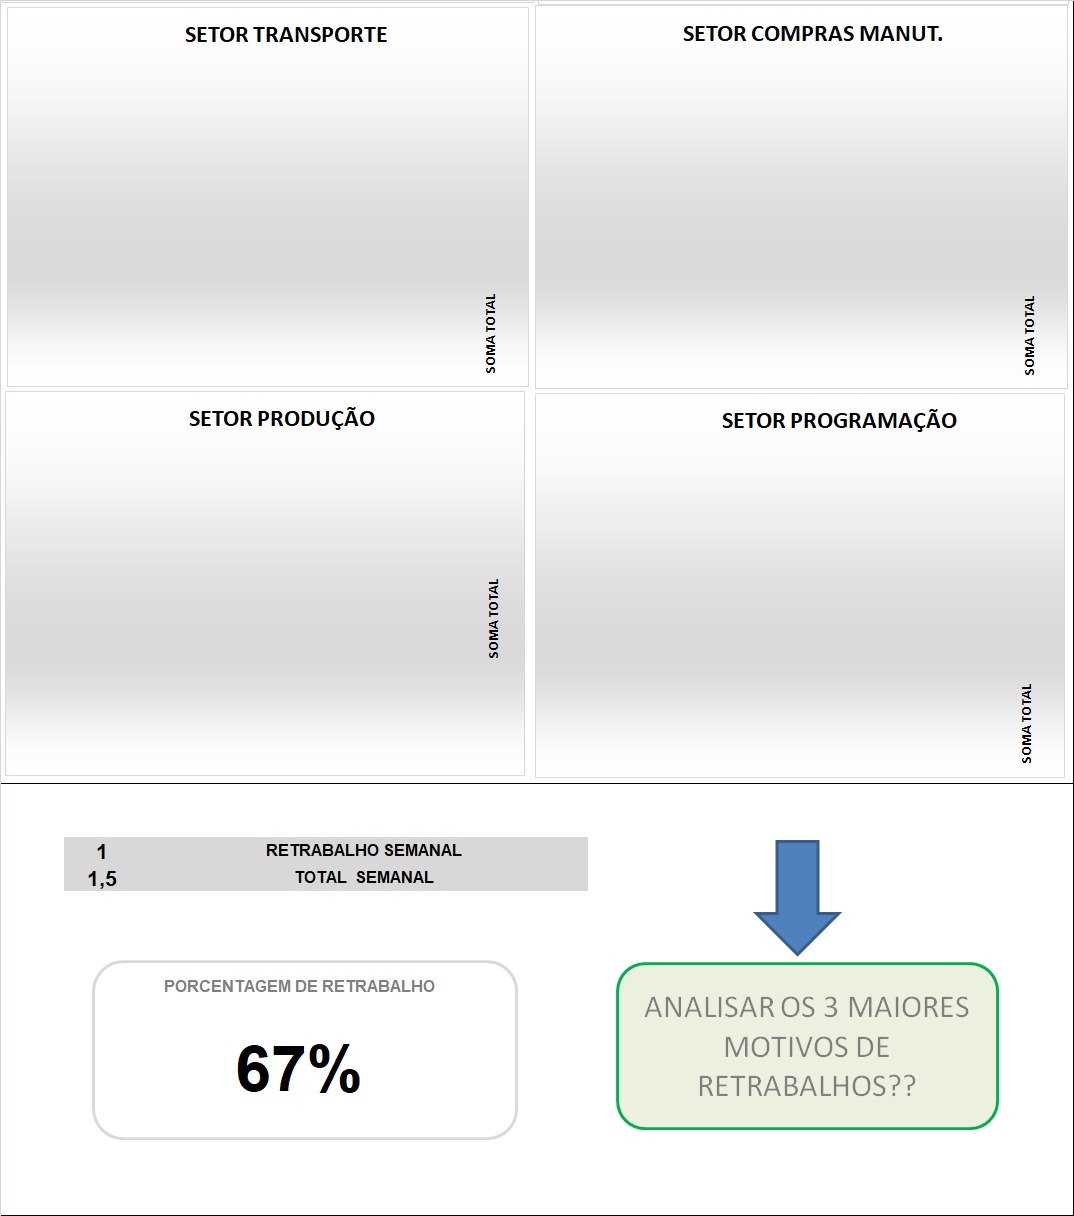 SETOR TRANSPORTE
SETOR COMPRAS MANUT.
SOMA TOTAL
SOMA TOTAL
SETOR PRODUÇÃO
SETOR PROGRAMAÇÃO
SOMA TOTAL
SOMA TOTAL
1 RETRABALHO SEMANAL
1,5 TOTAL SEMANAL
PORCENTAGEM DE RETRABALHO
67%
ANALISAR OS 3 MAIORES
MOTIVOS DE
RETRABALHOS??